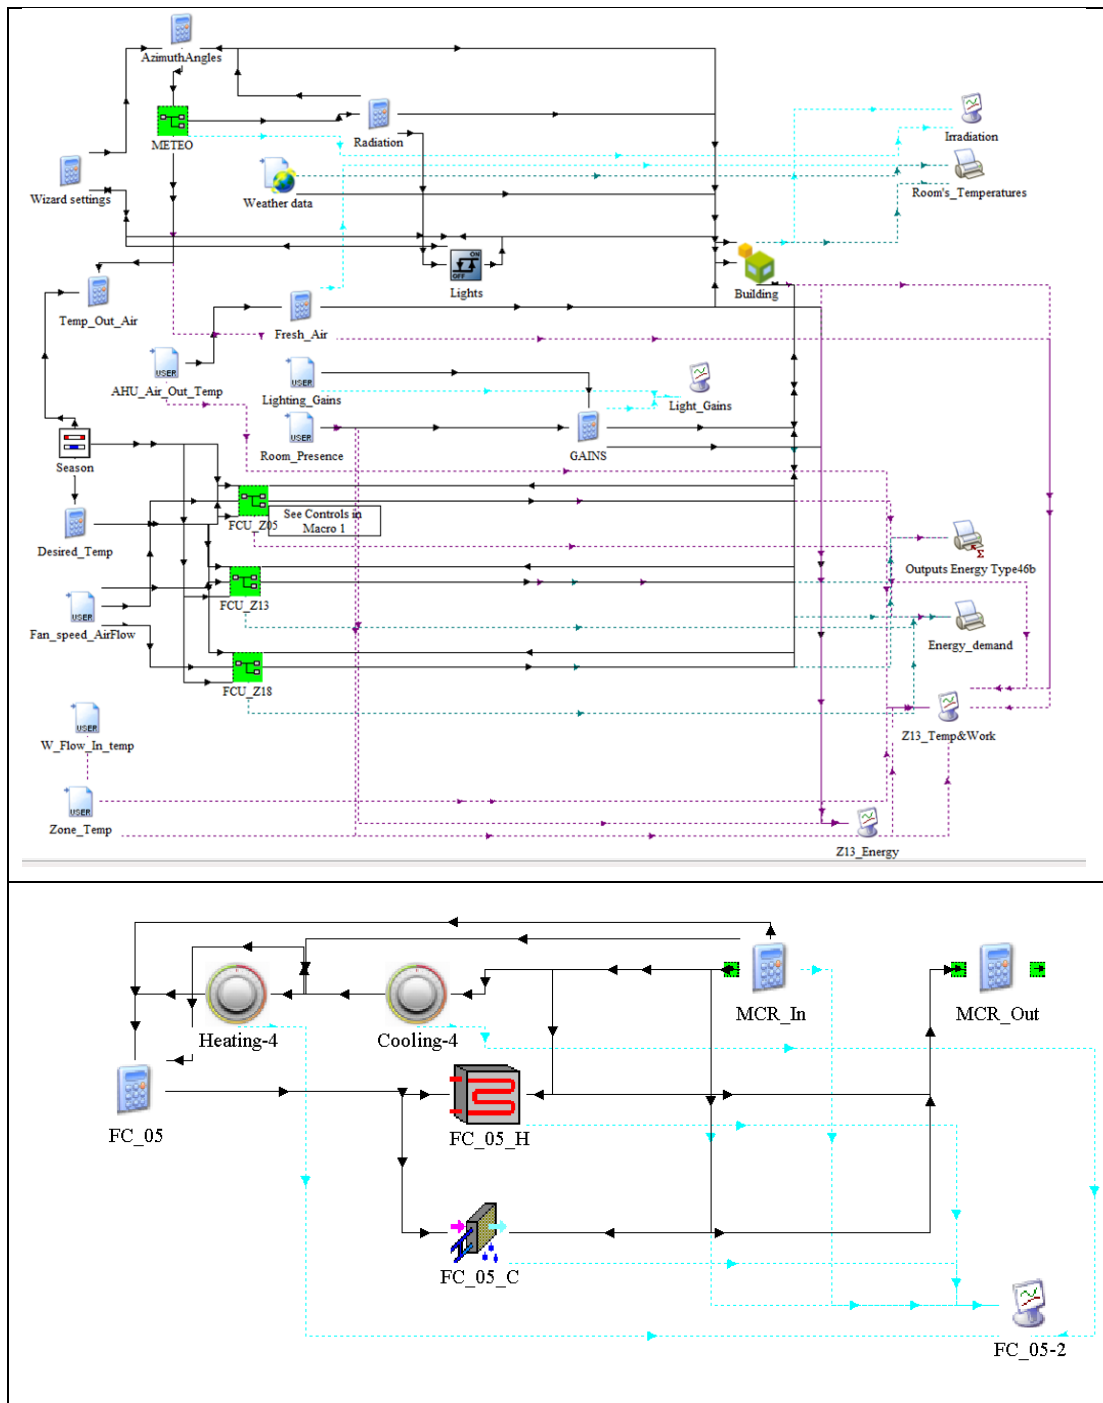 AzimuthAngles
METEO
Radiation
Irradiation
Wizard settings
Weather data
Room's_Temperatures
ON
OFF
Lights
Building
Temp_Out_Air
Fresh_Air
USER
AHU_Air_Out_Temp
USER
Lighting_Gains
Light_Gains
USER
Room_Presence
GAINS
Season
FCU_Z05
See Controls in
Macro 1
Desired_Temp
Σ
Outputs Energy Type46b
FCU_Z13
USER
Fan_speed_AirFlow
Energy_demand
FCU_Z18
USER
W_Flow_In_temp
Z13_Temp&Work
USER
Zone_Temp
Z13_Energy
MCR_In
MCR_Out
Heating-4
Cooling-4
FC_05
FC_05_H
FC_05_C
FC_05-2